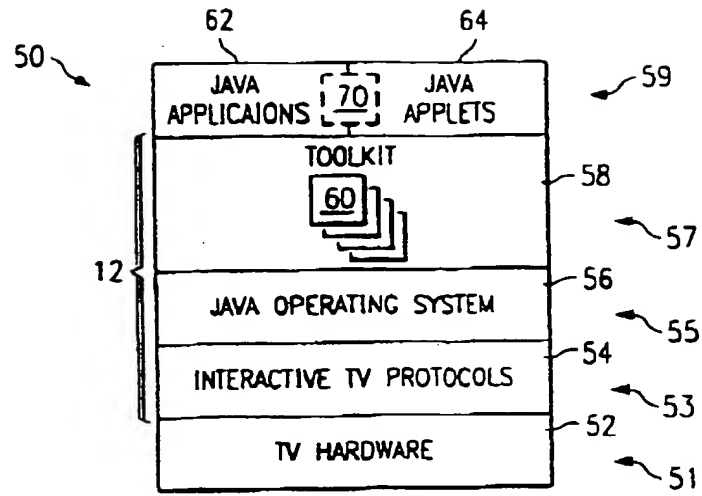 62
64
50
JAVA
APPLICAIONS
70
JAVA
APPLETS
59
TOOLKIT
60
58
57
12
56
JAVA OPERATING SYSTEM
55
54
INTERACTIVE TV PROTOCOLS
53
52
TV HARDWARE
51